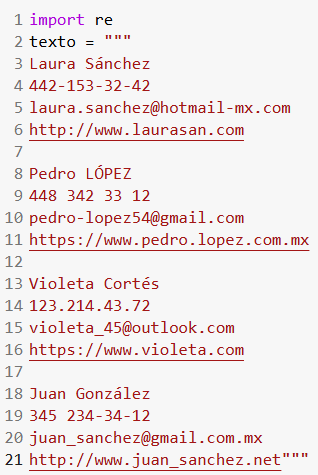 1 import re
2 texto = """
3 Laura Sánchez
4 442-153-32-42
5 laura.sanchez@hotmail-mx.com
6 http://www.laurasan.com
7
8 Pedro LÓPEZ
9 448 342 33 12
10 pedro-lopez54@gmail.com
11 https://www.pedro.lopez.com.mx
12
13 Violeta Cortés
14 123.214.43.72
15 violeta_45@outlook.com
16 https://www.violeta.com
17
18 Juan González
19 345 234-34-12
20 juan_sanchez@gmail.com.mx
21 http://www.juan_sanchez.net"""